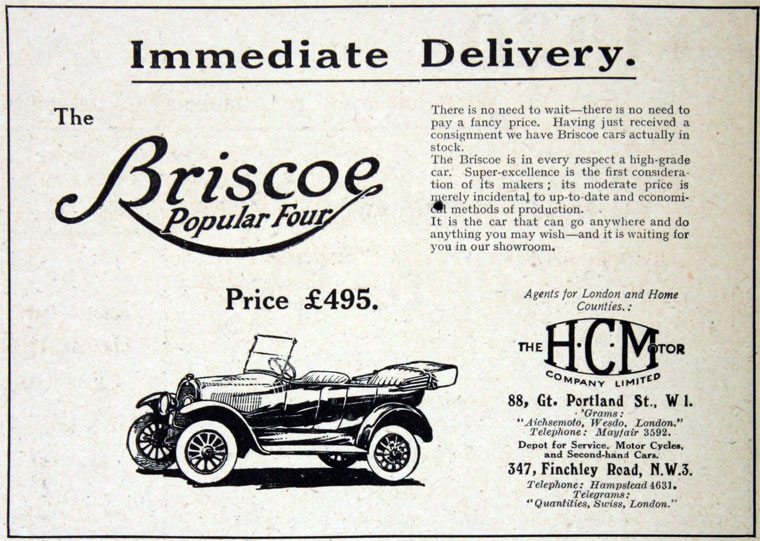 Immediate Delivery.
The
Briscoe
Popular Four
Price £495.
There is no need to wait—there is no need to
pay a fancy price. Having just received a
consignment we have Briscoe cars actually in
stock.
The Briscoe is in every respect a high-grade
car. Super-excellence is the first considera-
tion of its makers; its moderate price is
merely incidental to up-to-date and economi-
cal methods of production.
It is the car that can go anywhere and do
anything you may wish—and it is waiting for
you in our showroom.
Agents for London and Home
Counties.:
THE H·C·MOTOR
COMPANY LIMITED
88, Gt. Portland St., W 1.
'Grams:
"Aichsemoto, Wesdo, London."
Telephone: Mayfair 3592.
Depot for Service, Motor Cycles,
and Second-hand Cars.
347, Finchley Road, N.W.3.
Telephone: Hampstead 4631.
Telegrams:
"Quantities, Swiss, London."